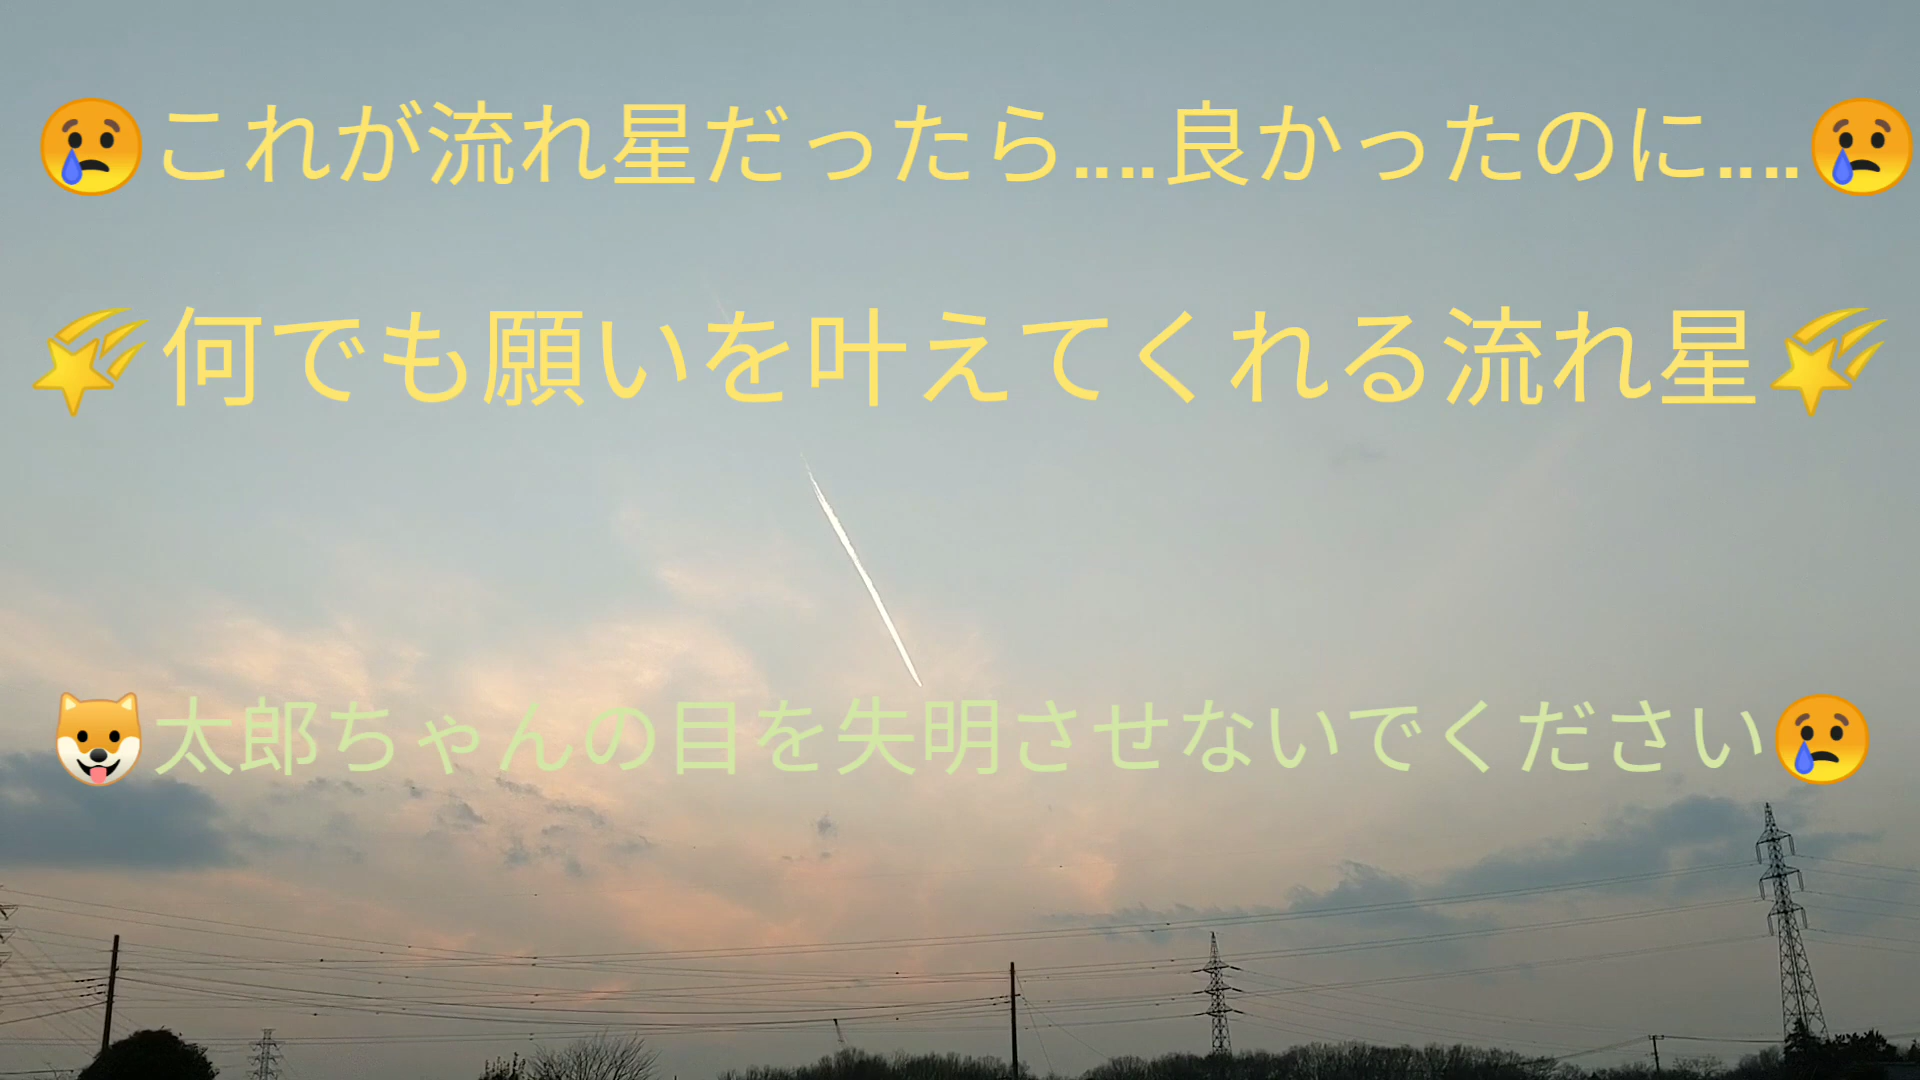 😢これが流れ星だったら‥‥良かったのに‥‥😢
🌠何でも願いを叶えてくれる流れ星🌠
🐶太郎ちゃんの目を失明させないでください😢